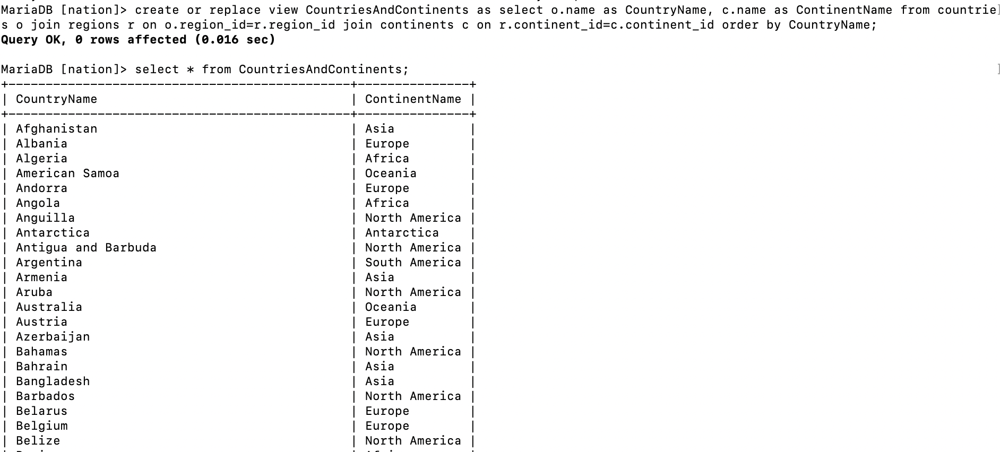 MariaDB [nation]> create or replace view CountriesAndContinents as select o.name as CountryName, c.name as ContinentName from countrie]
s o join regions r on o.region_id=r.region_id join continents c on r.continent_id=c.continent_id order by CountryName;
Query OK, 0 rows affected (0.016 sec)

MariaDB [nation]> select * from CountriesAndContinents; ]
+----------------------------------------------+---------------+
| CountryName                                  | ContinentName |
+----------------------------------------------+---------------+
| Afghanistan                                  | Asia          |
| Albania                                      | Europe        |
| Algeria                                      | Africa        |
| American Samoa                               | Oceania       |
| Andorra                                      | Europe        |
| Angola                                       | Africa        |
| Anguilla                                     | North America |
| Antarctica                                   | Antarctica    |
| Antigua and Barbuda                          | North America |
| Argentina                                    | South America |
| Armenia                                      | Asia          |
| Aruba                                        | North America |
| Australia                                    | Oceania       |
| Austria                                      | Europe        |
| Azerbaijan                                   | Asia          |
| Bahamas                                      | North America |
| Bahrain                                      | Asia          |
| Bangladesh                                   | Asia          |
| Barbados                                     | North America |
| Belarus                                      | Europe        |
| Belgium                                      | Europe        |
| Belize                                       | North America |